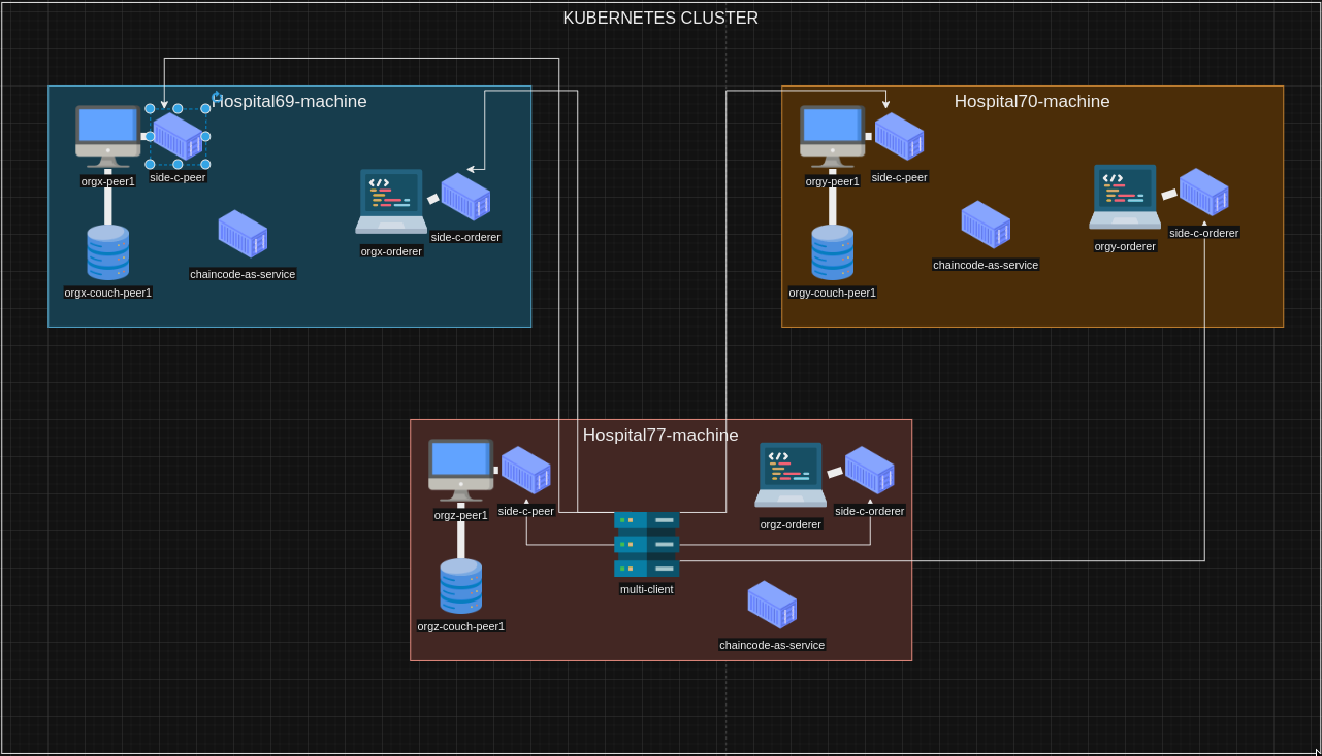 KUBERNETES CLUSTER
Hospital69-machine
orgx-peer1
side-c-peer
orgx-couch-peer1
chaincode-as-service
orgx-orderer
side-c-orderer
Hospital70-machine
orgy-peer1
side-c-peer
orgy-couch-peer1
chaincode-as-service
orgy-orderer
side-c-orderer
Hospital77-machine
orgz-peer1
side-c-peer
orgz-couch-peer1
multi-client
orgz-orderer
side-c-orderer
chaincode-as-service